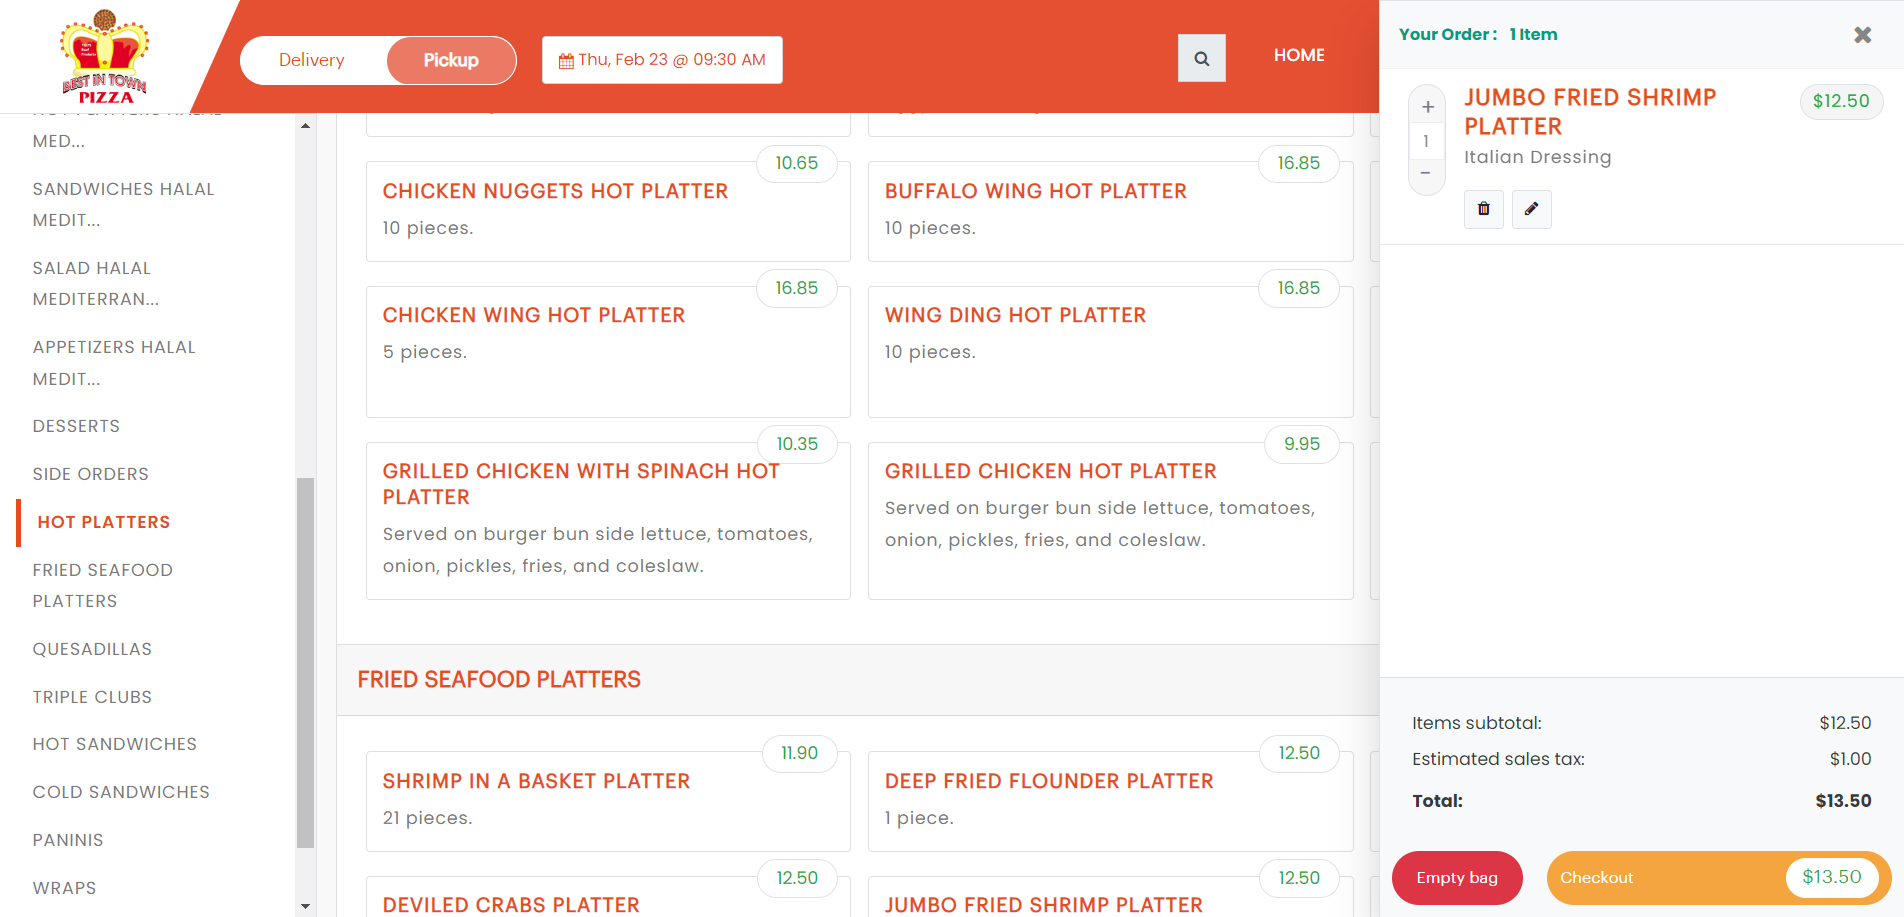 BEST IN TOWN
PIZZA
Delivery
Pickup
Thu, Feb 23 @ 09:30 AM
HOME
MED...
SANDWICHES HALAL
MEDIT...
SALAD HALAL
MEDITERRAN...
APPETIZERS HALAL
MEDIT...
DESSERTS
SIDE ORDERS
HOT PLATTERS
FRIED SEAFOOD
PLATTERS
QUESADILLAS
TRIPLE CLUBS
HOT SANDWICHES
COLD SANDWICHES
PANINIS
WRAPS
10.65
CHICKEN NUGGETS HOT PLATTER
10 pieces.
16.85
BUFFALO WING HOT PLATTER
10 pieces.
16.85
CHICKEN WING HOT PLATTER
5 pieces.
16.85
WING DING HOT PLATTER
10 pieces.
10.35
GRILLED CHICKEN WITH SPINACH HOT
PLATTER
Served on burger bun side lettuce, tomatoes,
onion, pickles, fries, and coleslaw.
9.95
GRILLED CHICKEN HOT PLATTER
Served on burger bun side lettuce, tomatoes,
onion, pickles, fries, and coleslaw.
FRIED SEAFOOD PLATTERS
11.90
SHRIMP IN A BASKET PLATTER
21 pieces.
12.50
DEEP FRIED FLOUNDER PLATTER
1 piece.
12.50
DEVILED CRABS PLATTER
12.50
JUMBO FRIED SHRIMP PLATTER
Your Order : 1 Item
+
1
-
JUMBO FRIED SHRIMP
PLATTER
Italian Dressing
$12.50
Items subtotal: $12.50
Estimated sales tax: $1.00
Total: $13.50
Empty bag
Checkout $13.50